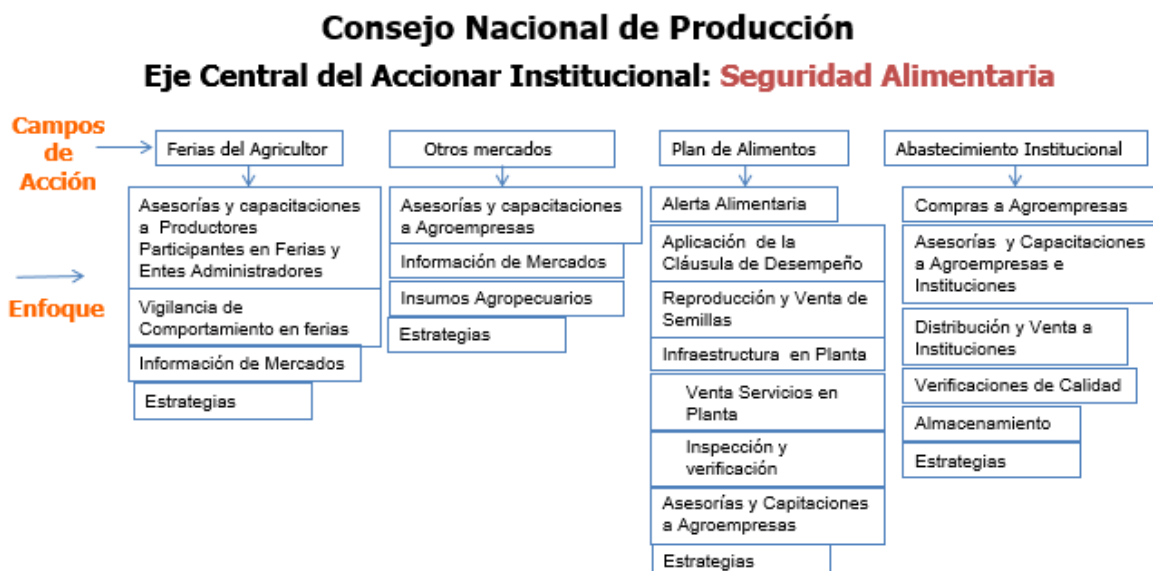 Consejo Nacional de Producción
Eje Central del Accionar Institucional: Seguridad Alimentaria
Campos
de
Acción
Ferias del Agricultor
Otros mercados
Plan de Alimentos
Abastecimiento Institucional
Enfoque
Asesorías y capacitaciones
a Productores
Participantes en Ferias y
Entes Administradores
Vigilancia de
Comportamiento en ferias
Información de Mercados
Estrategias
Asesorías y capacitaciones
a Agroempresas
Información de Mercados
Insumos Agropecuarios
Estrategias
Alerta Alimentaria
Aplicación de la
Cláusula de Desempeño
Reproducción y Venta de
Semillas
Infraestructura en Planta
Venta Servicios en
Planta
Inspección y
verificación
Asesorías y Capitaciones
a Agroempresas
Estrategias
Compras a Agroempresas
Asesorías y Capacitaciones
a Agroempresas e
Instituciones
Distribución y Venta a
Instituciones
Verificaciones de Calidad
Almacenamiento
Estrategias